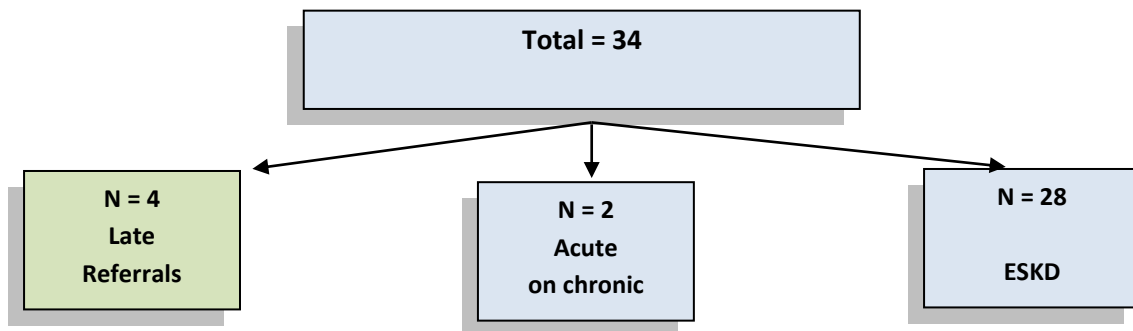 Total = 34
N = 4
Late
Referrals
N = 2
Acute
on chronic
N = 28
ESKD